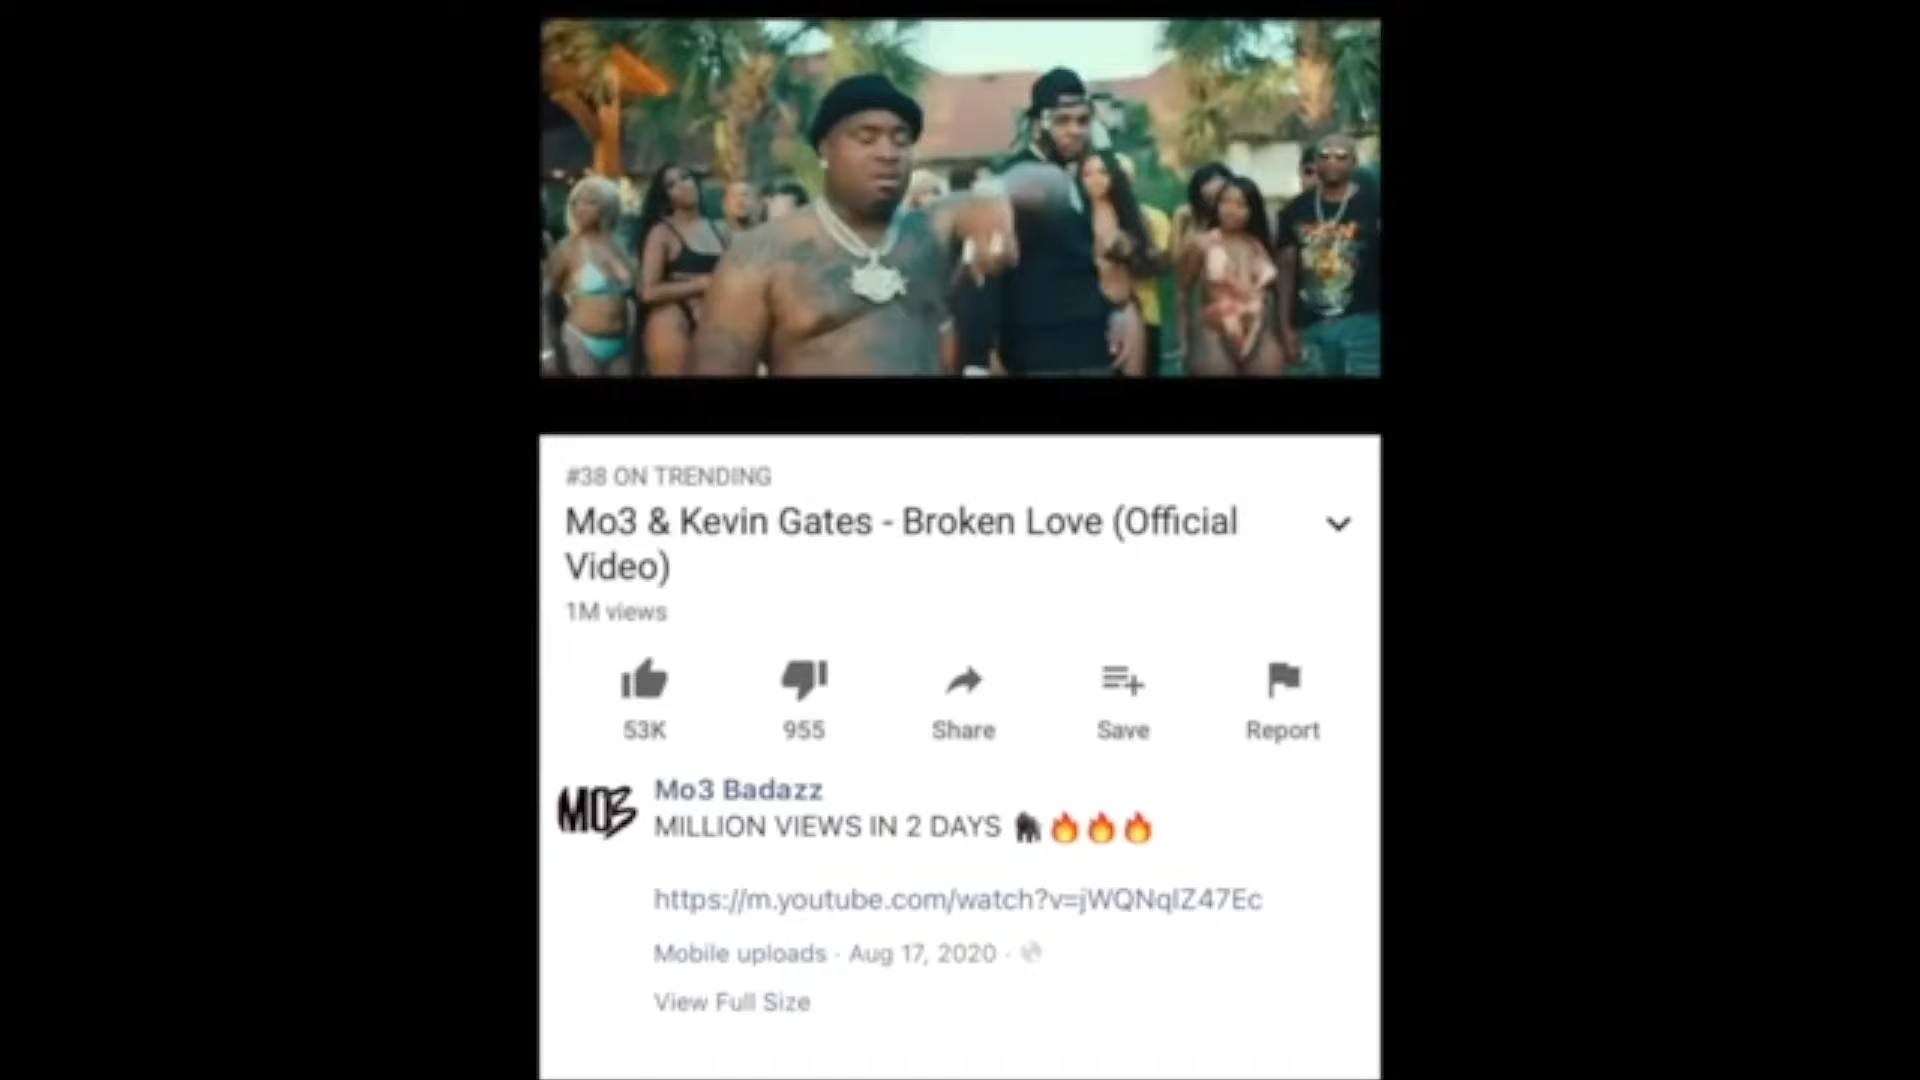 #38 ON TRENDING
Mo3 & Kevin Gates - Broken Love (Official
Video)
1M views
53K 955 Share Save Report
MO3
Mo3 Badazz
MILLION VIEWS IN 2 DAYS 🦍🔥🔥🔥
https://m.youtube.com/watch?v=jWQNqIZ47Ec
Mobile uploads · Aug 17, 2020 ·
View Full Size